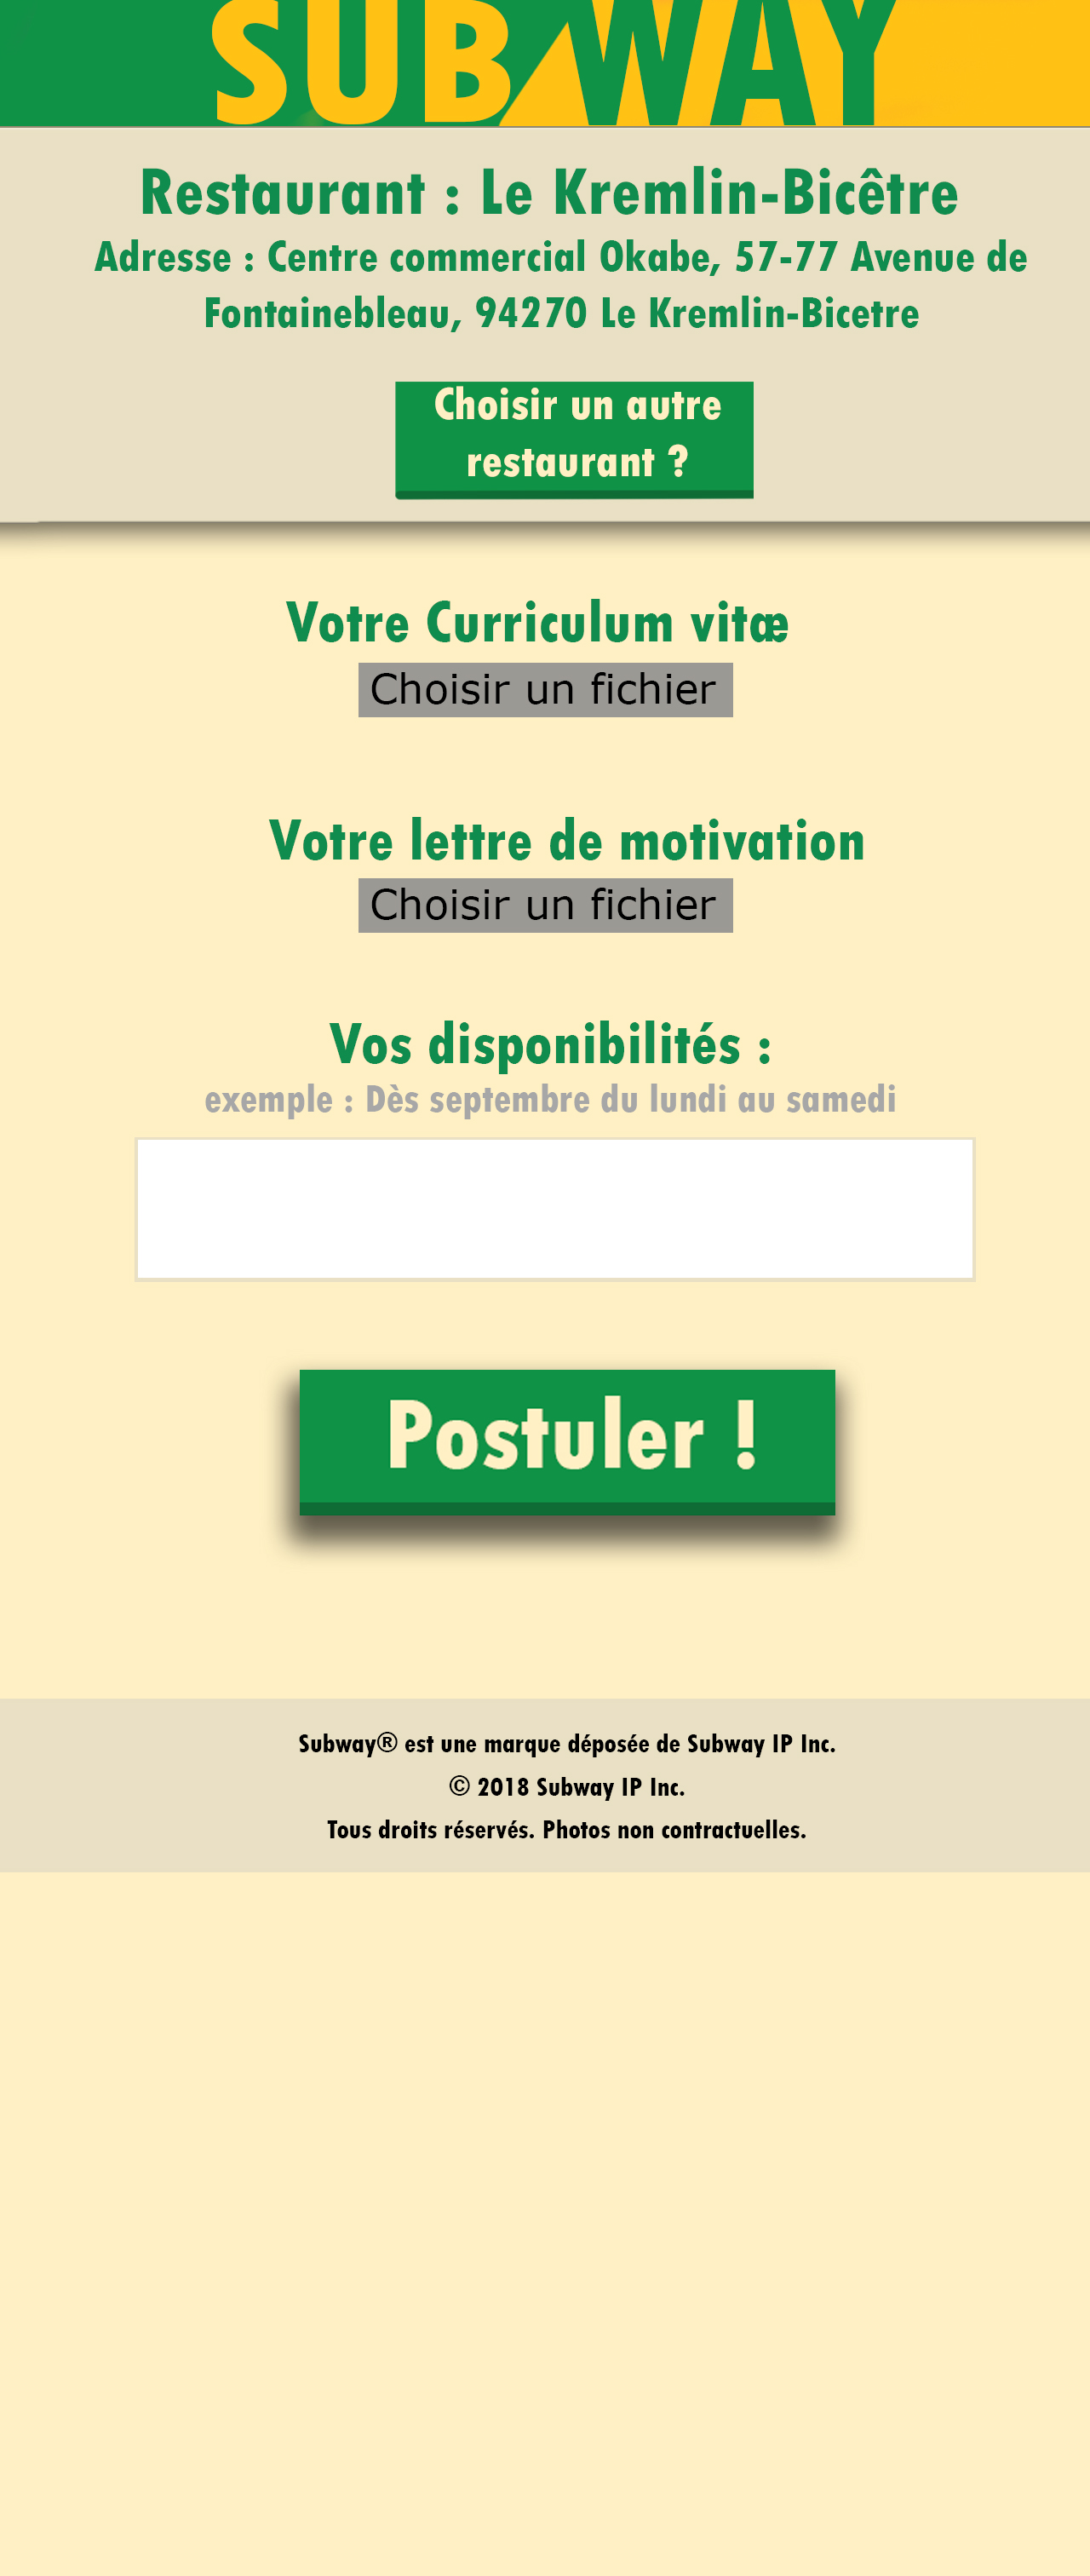 SUBWAY
Restaurant : Le Kremlin-Bicêtre
Adresse : Centre commercial Okabe, 57-77 Avenue de
Fontainebleau, 94270 Le Kremlin-Bicetre
Choisir un autre
restaurant ?
Votre Curriculum vitæ
Choisir un fichier
Votre lettre de motivation
Choisir un fichier
Vos disponibilités :
exemple : Dès septembre du lundi au samedi
Postuler !
Subway® est une marque déposée de Subway IP Inc.
© 2018 Subway IP Inc.
Tous droits réservés. Photos non contractuelles.